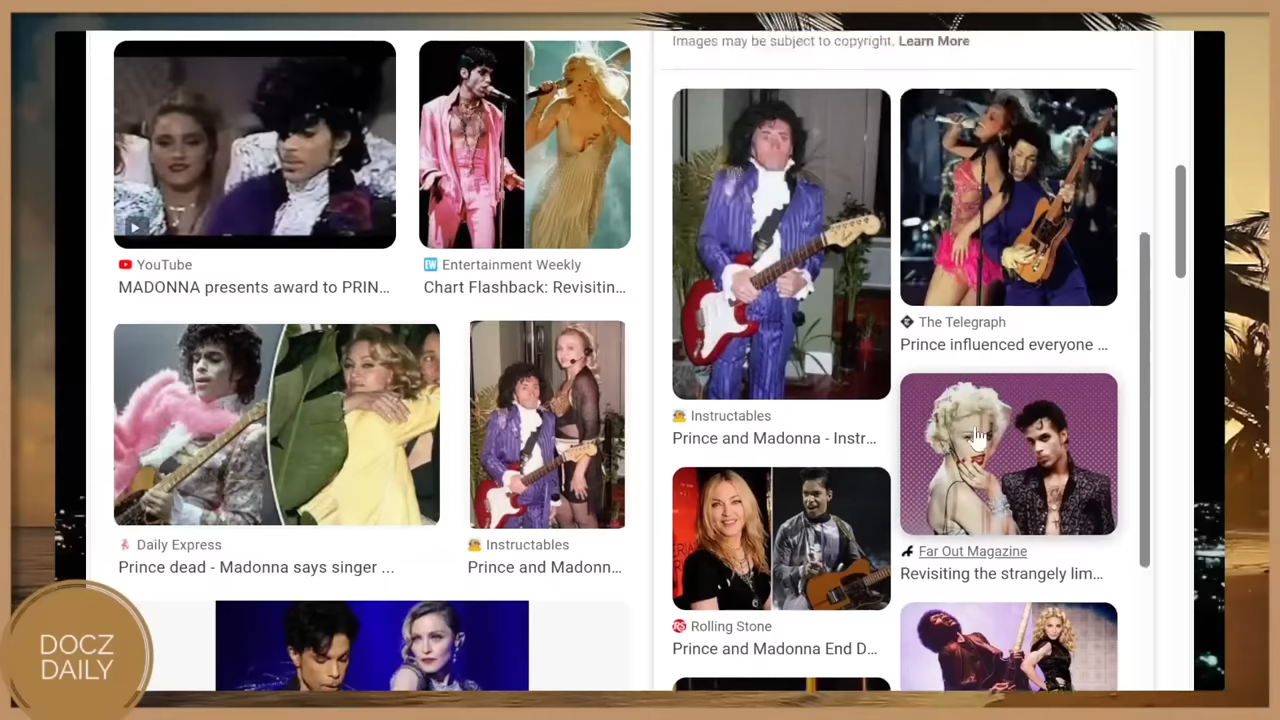 Images may be subject to copyright. Learn More
YouTube
MADONNA presents award to PRIN...
EW Entertainment Weekly
Chart Flashback: Revisitin...
Daily Express
Prince dead - Madonna says singer ...
Instructables
Prince and Madonn...
Instructables
Prince and Madonna - Instr...
The Telegraph
Prince influenced everyone ...
Far Out Magazine
Revisiting the strangely lim...
RS Rolling Stone
Prince and Madonna End D...
DOCZ
DAILY